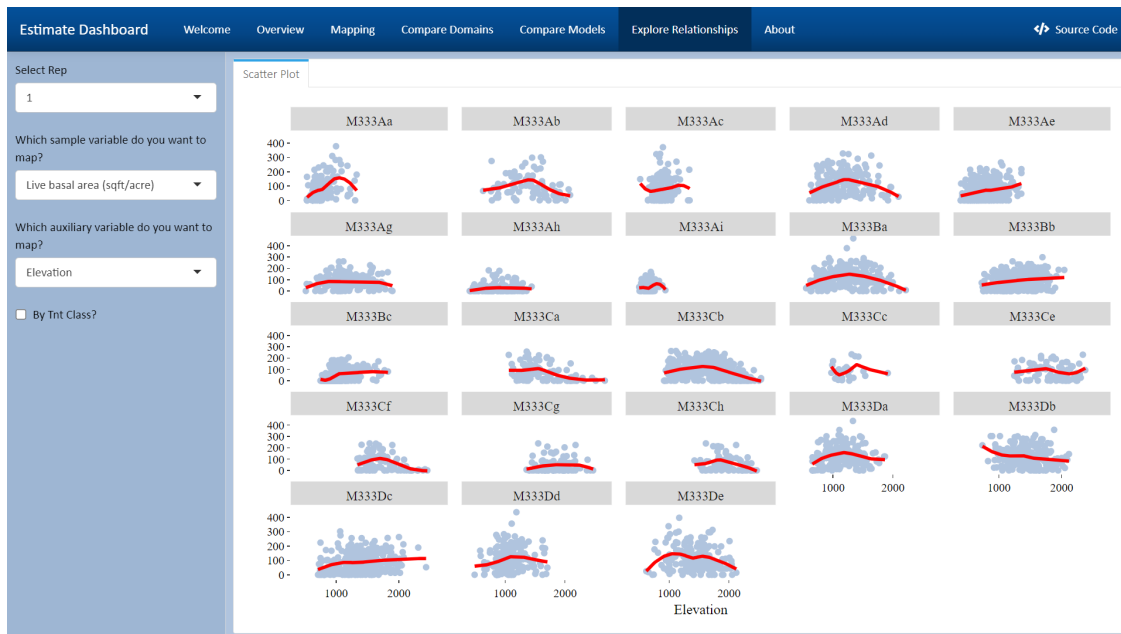 Estimate Dashboard Welcome Overview Mapping Compare Domains Compare Models Explore Relationships About </> Source Code
Select Rep
1
Which sample variable do you want to
map?
Live basal area (sqft/acre)
Which auxiliary variable do you want to
map?
Elevation
By Tnt Class?
Scatter Plot
M333Aa M333Ab M333Ac M333Ad M333Ae
400
300
200
100
0
M333Ag M333Ah M333Ai M333Ba M333Bb
400
300
200
100
0
M333Bc M333Ca M333Cb M333Cc M333Ce
400
300
200
100
0
M333Cf M333Cg M333Ch M333Da M333Db
400
300
200
100
0
1000 2000 1000 2000
M333Dc M333Dd M333De
400
300
200
100
0
1000 2000 1000 2000 1000 2000
Elevation